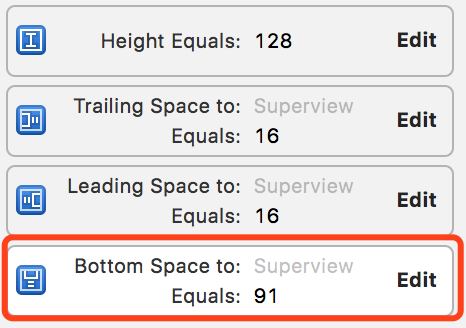 Height Equals: 128 Edit
Trailing Space to: Superview
Equals: 16 Edit
Leading Space to: Superview
Equals: 16 Edit
Bottom Space to: Superview
Equals: 91 Edit